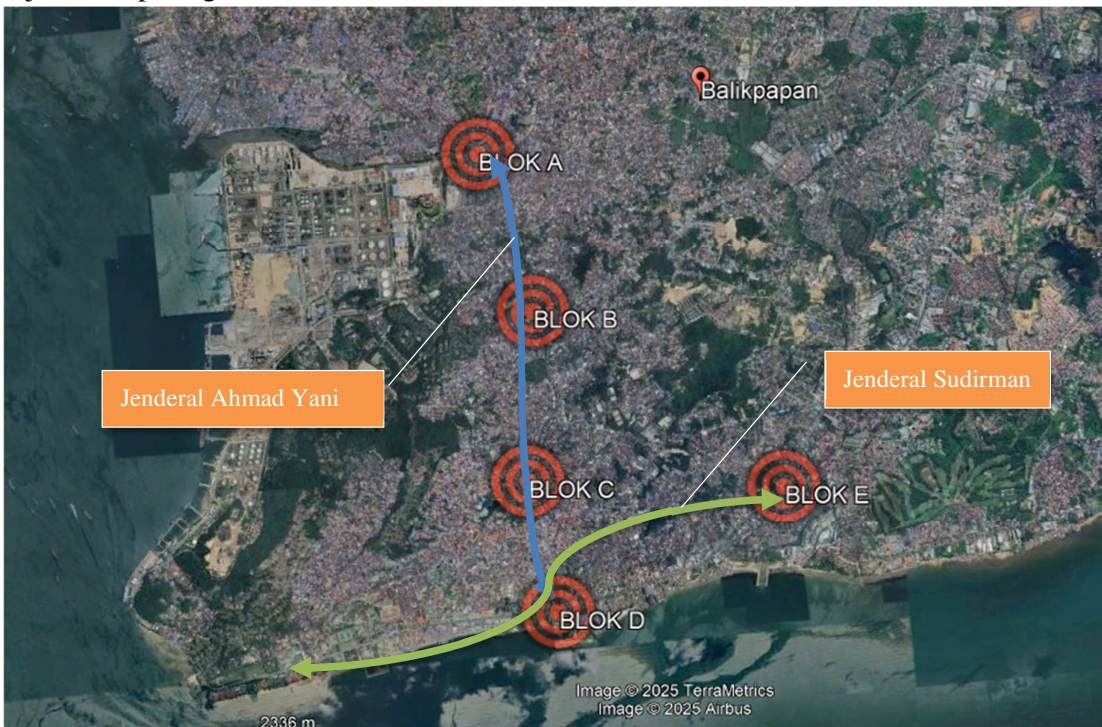 Balikpapan
BLOK A
BLOK B
Jenderal Ahmad Yani
Jenderal Sudirman
BLOK C
BLOK E
BLOK D
Image © 2025 TerraMetrics
Image © 2025 Airbus
2336 m